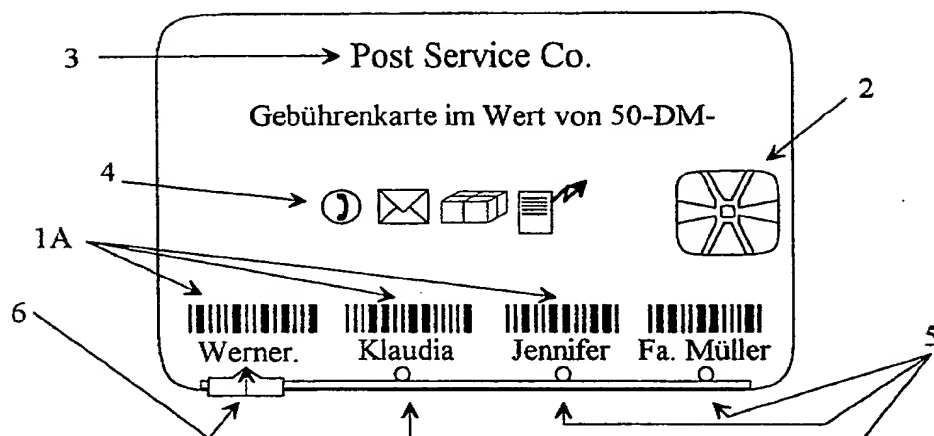 3 Post Service Co.
Gebührenkarte im Wert von 50-DM-
2
4
1A
6
Werner. Klaudia Jennifer Fa. Müller
5